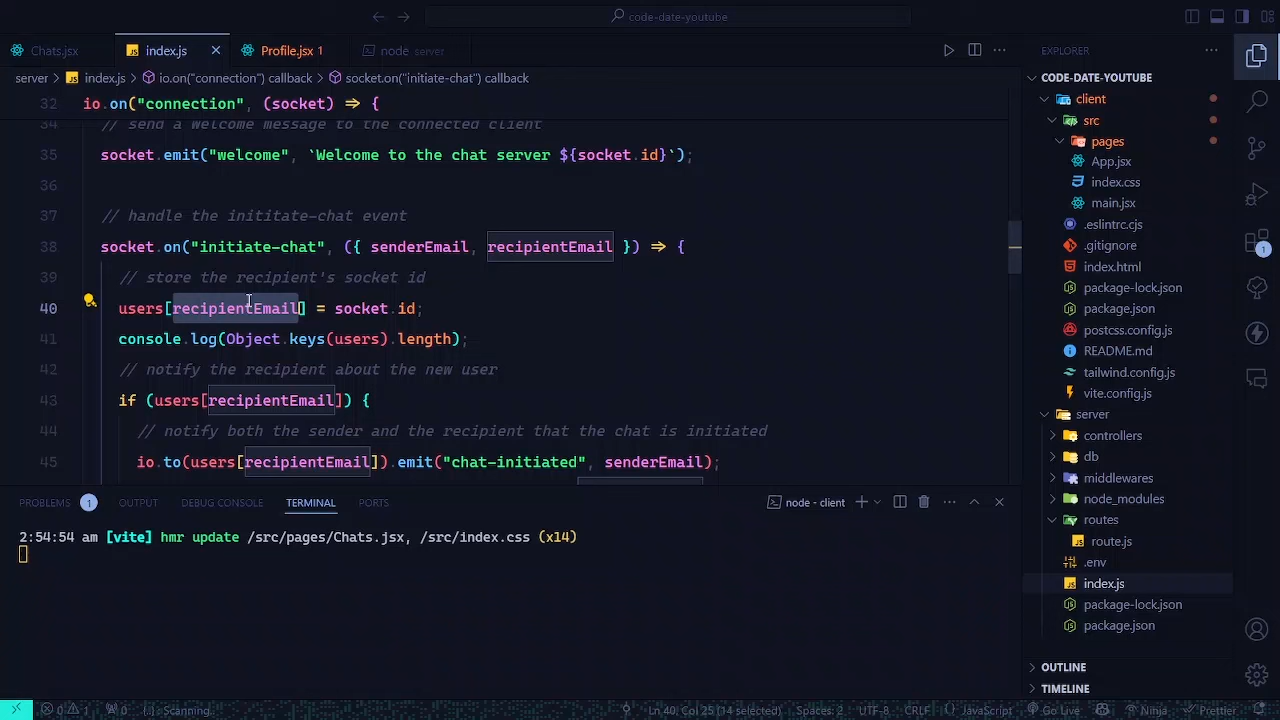 code-date-youtube
Chats.jsx
index.js
Profile.jsx 1
node server
EXPLORER
server > index.js > io.on("connection") callback > socket.on("initiate-chat") callback
32 io.on("connection", (socket) => {
34 // send a Welcome message to the connected client
35 socket.emit("welcome", `Welcome to the chat server ${socket.id}`);
36
37 // handle the inititate-chat event
38 socket.on("initiate-chat", ({ senderEmail, recipientEmail }) => {
39 // store the recipient's socket id
40 users[recipientEmail] = socket.id;
41 console.log(Object.keys(users).length);
42 // notify the recipient about the new user
43 if (users[recipientEmail]) {
44 // notify both the sender and the recipient that the chat is initiated
45 io.to(users[recipientEmail]).emit("chat-initiated", senderEmail);
CODE-DATE-YOUTUBE
client
src
pages
App.jsx
index.css
main.jsx
.eslintrc.cjs
.gitignore
index.html
package-lock.json
package.json
postcss.config.js
README.md
tailwind.config.js
vite.config.js
server
controllers
db
middlewares
node_modules
routes
route.js
.env
index.js
package-lock.json
package.json
OUTLINE
TIMELINE
1
PROBLEMS 1
OUTPUT
DEBUG CONSOLE
TERMINAL
PORTS
node - client
2:54:54 am [vite] hmr update /src/pages/Chats.jsx, /src/index.css (x14)
0 1 0 Scanning.. Ln 40, Col 25 (14 selected) Spaces: 2 UTF-8 CRLF {} JavaScript Go Live Ninja Prettier